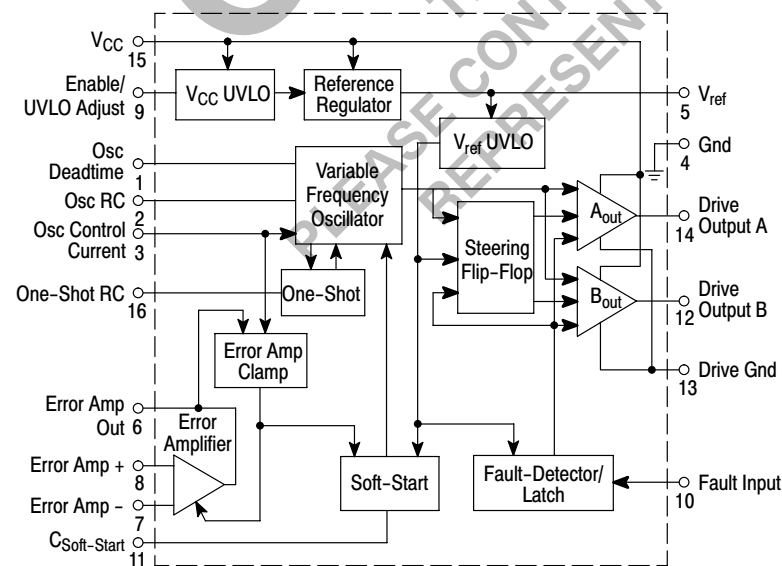 V_CC
15
Enable/
UVLO Adjust
9
V_CC UVLO
Reference
Regulator
V_ref
5
V_ref UVLO
Gnd
4
Osc
Deadtime
1
Osc RC
2
Osc Control
Current
3
Variable
Frequency
Oscillator
Steering
Flip-Flop
A_out
Drive
Output A
14
B_out
Drive
Output B
12
One-Shot RC
16
One-Shot
Error Amp
Clamp
Drive Gnd
13
Error Amp
Out 6
Error
Amplifier
Error Amp +
8
Error Amp -
7
C_Soft-Start
11
Soft-Start
Fault-Detector/
Latch
Fault Input
10
PLEASE CONT
REPRESENT